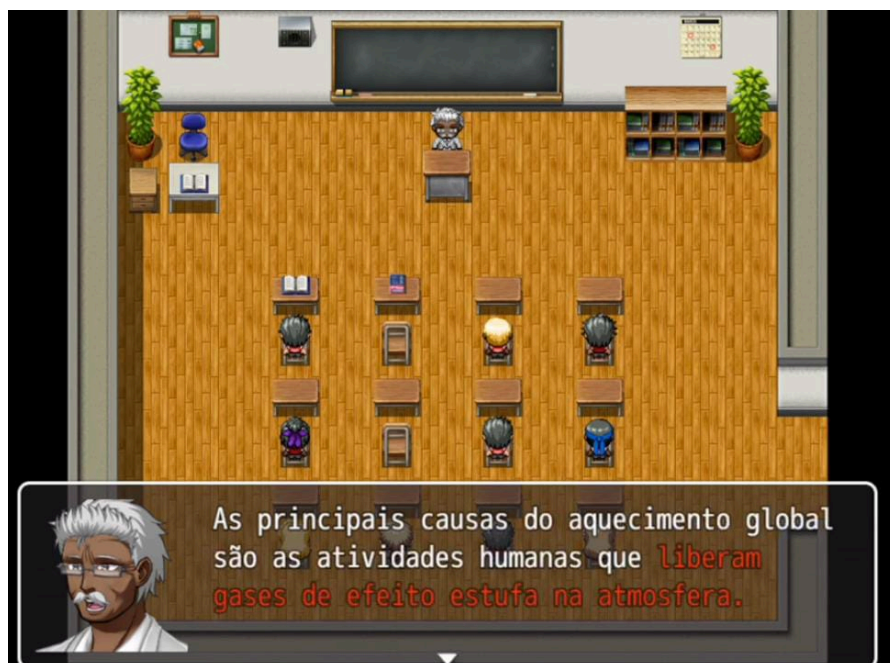 As principais causas do aquecimento global
são as atividades humanas que liberam
gases de efeito estufa na atmosfera.